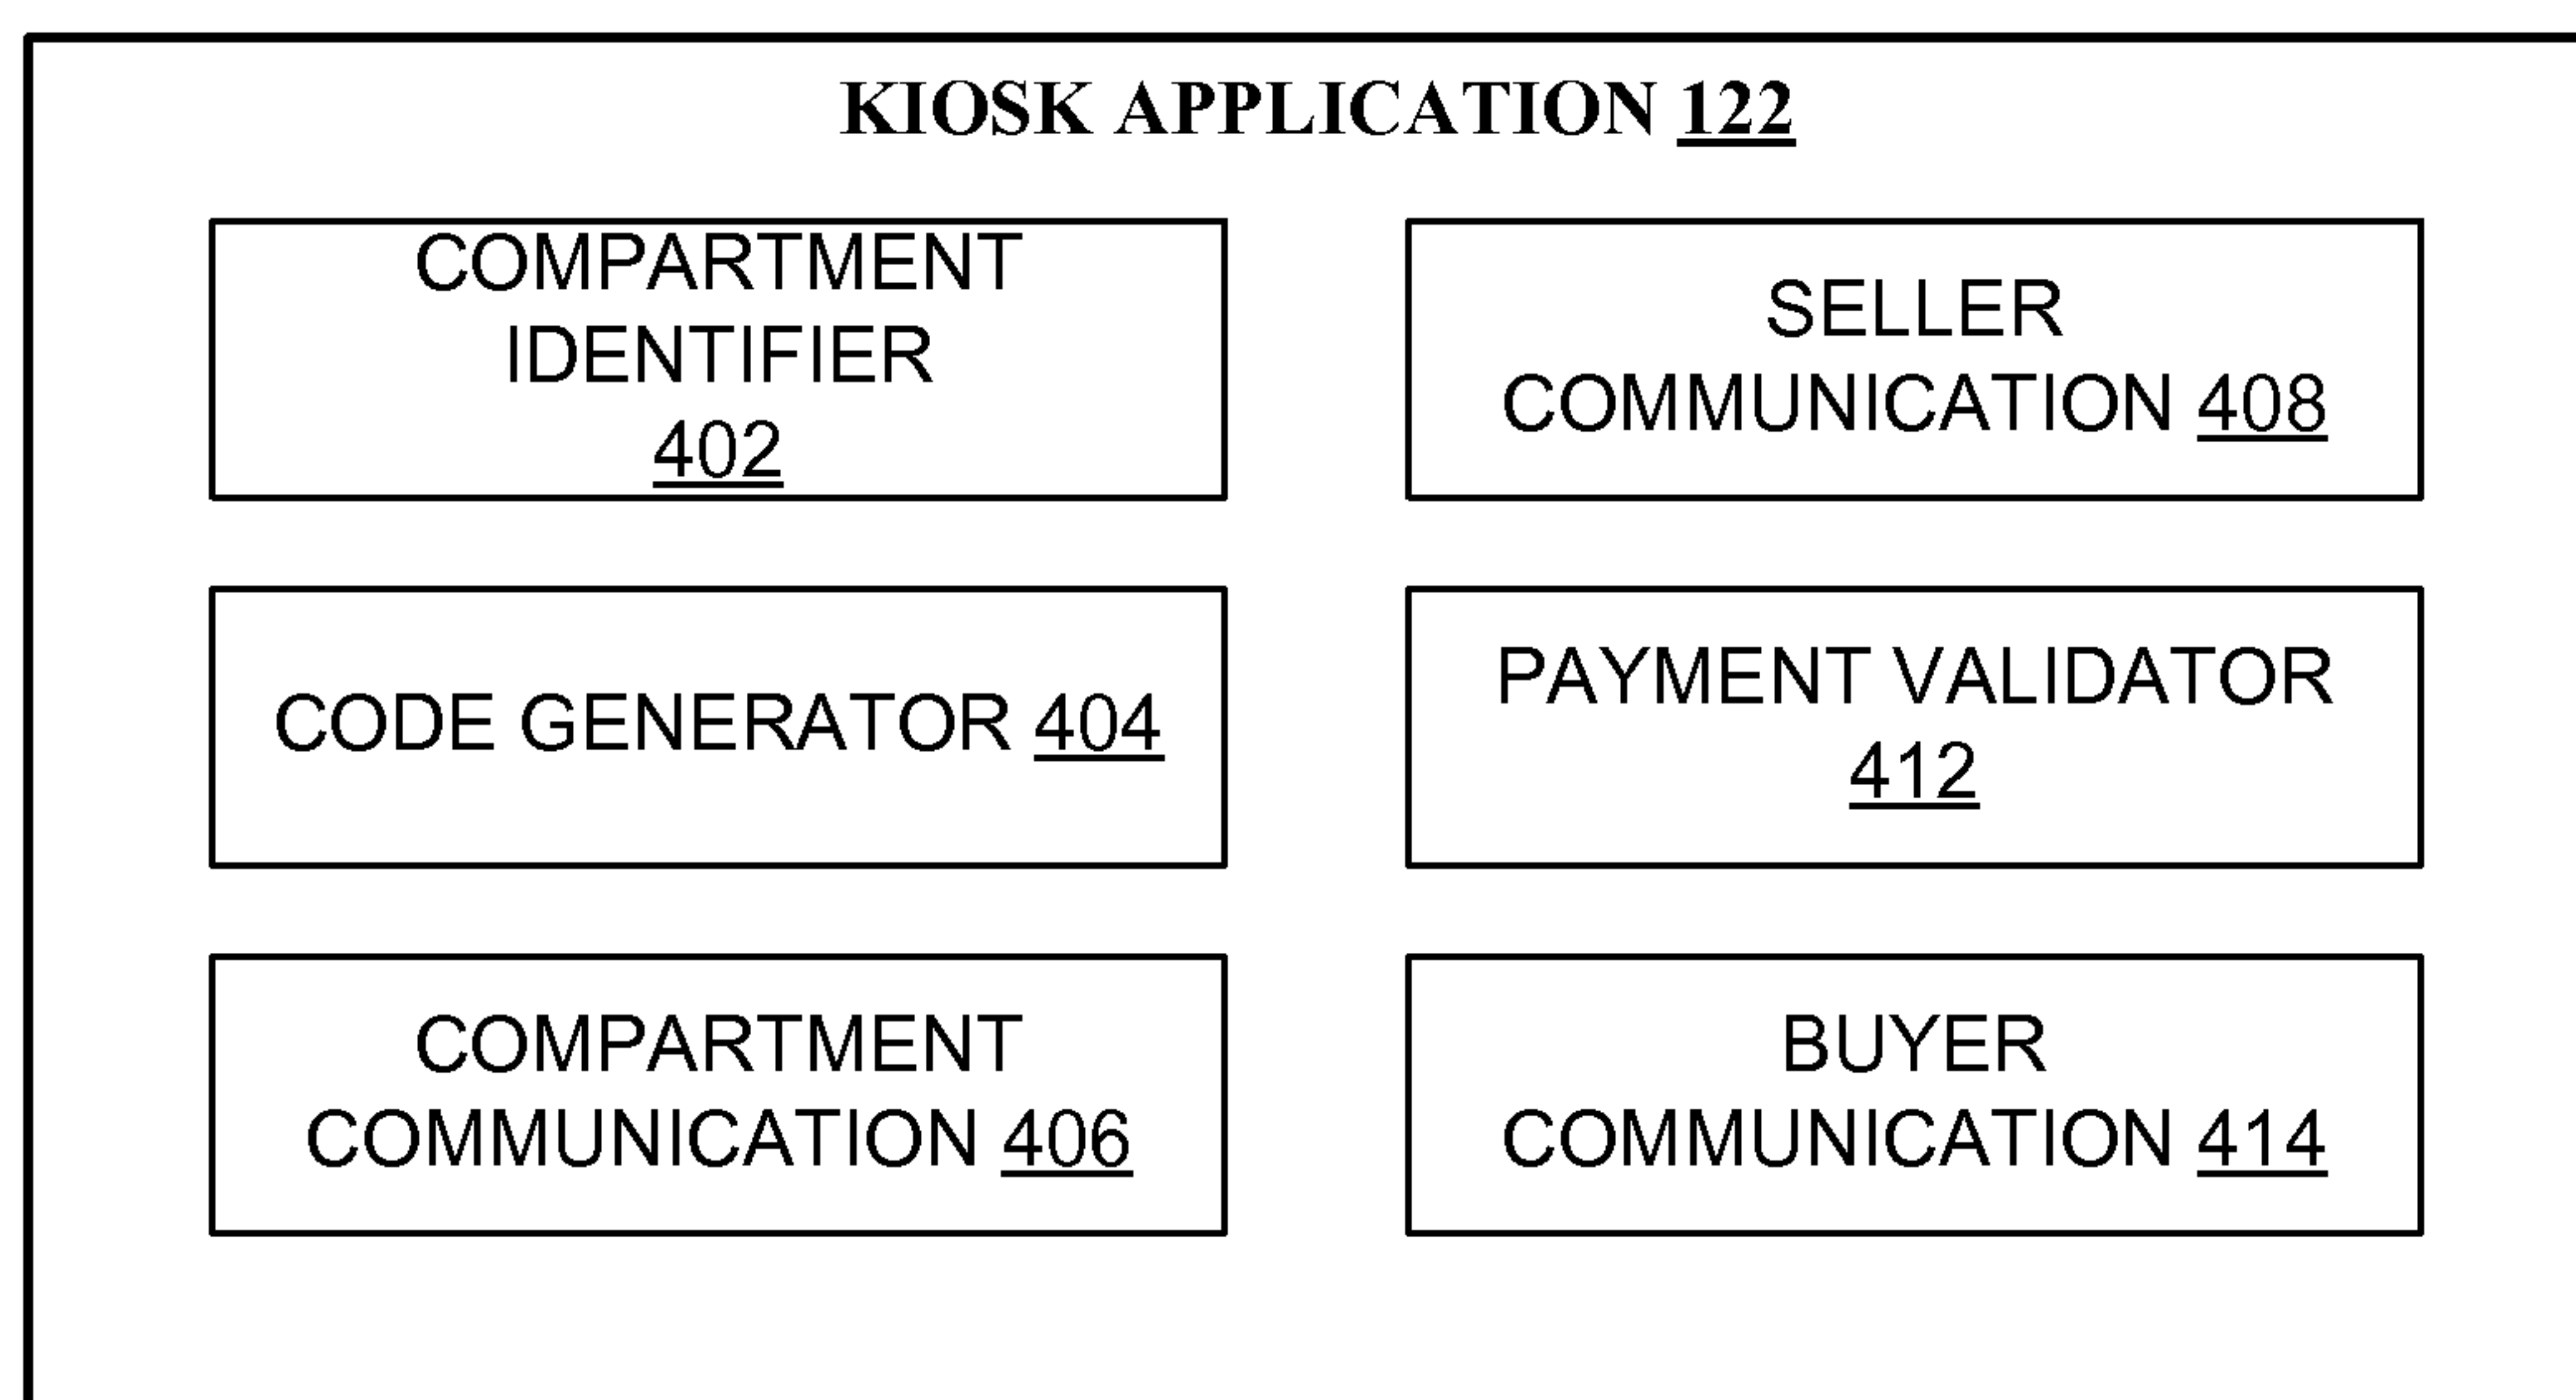 KIOSK APPLICATION 122
COMPARTMENT
IDENTIFIER
402
SELLER
COMMUNICATION 408
CODE GENERATOR 404
PAYMENT VALIDATOR
412
COMPARTMENT
COMMUNICATION 406
BUYER
COMMUNICATION 414